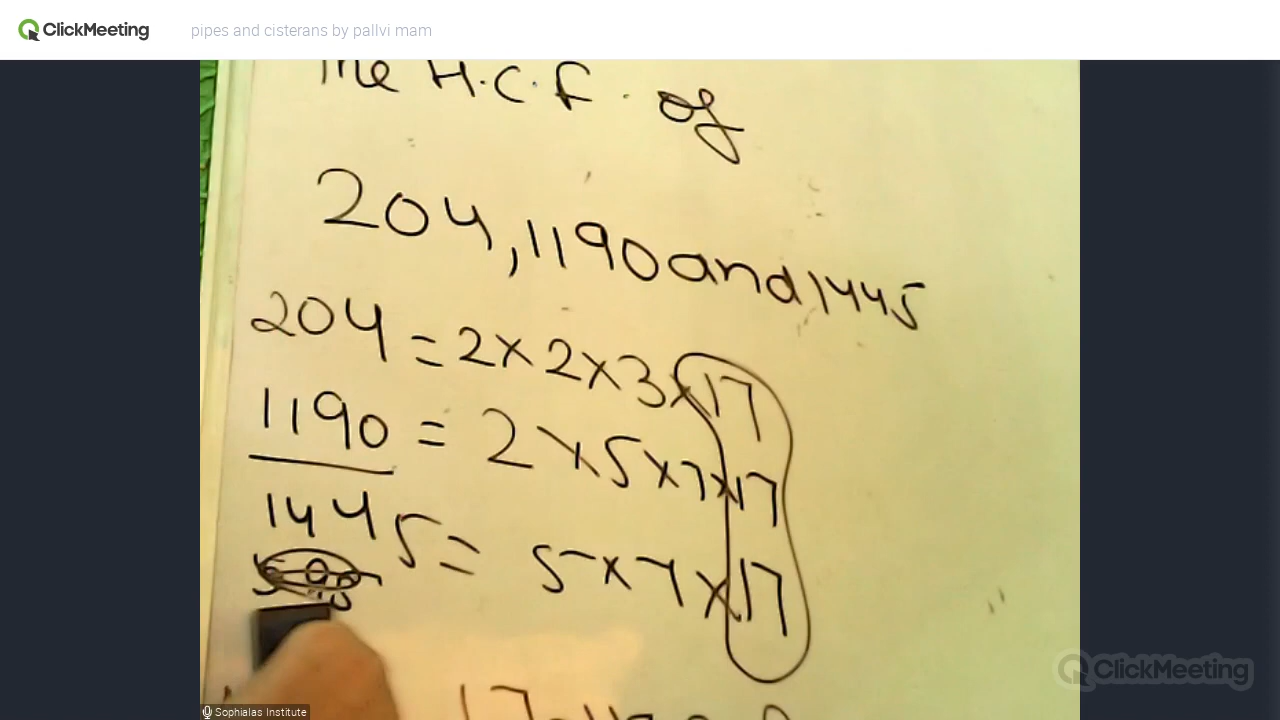 ClickMeeting
pipes and cisterans by pallvi mam
The H.C.F. of
204, 1190 and 1445
204 = 2 × 2 × 3 × 17
1190 = 2 × 5 × 7 × 17
1445 = 5 × 7 × 17
17
ClickMeeting
Sophialas Institute